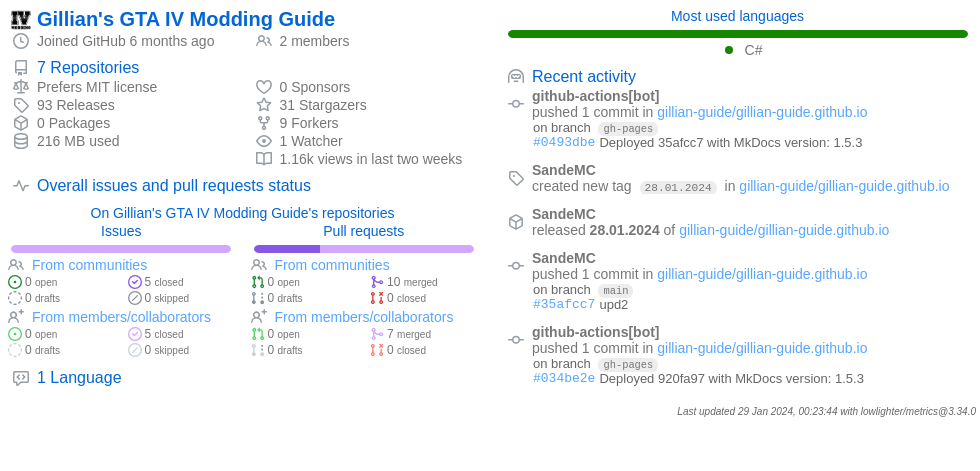 IV
Gillian's GTA IV Modding Guide
Joined GitHub 6 months ago
2 members
7 Repositories
Prefers MIT license
93 Releases
0 Packages
216 MB used
0 Sponsors
31 Stargazers
9 Forkers
1 Watcher
1.16k views in last two weeks
Overall issues and pull requests status
On Gillian's GTA IV Modding Guide's repositories
Issues
From communities
0 open
5 closed
0 drafts
0 skipped
From members/collaborators
0 open
5 closed
0 drafts
0 skipped
Pull requests
From communities
0 open
10 merged
0 drafts
0 closed
From members/collaborators
0 open
7 merged
0 drafts
0 closed
1 Language
Most used languages
C#
Recent activity
github-actions[bot]
pushed 1 commit in gillian-guide/gillian-guide.github.io
on branch gh-pages
#0493dbe Deployed 35afcc7 with MkDocs version: 1.5.3
SandeMC
created new tag 28.01.2024 in gillian-guide/gillian-guide.github.io
SandeMC
released 28.01.2024 of gillian-guide/gillian-guide.github.io
SandeMC
pushed 1 commit in gillian-guide/gillian-guide.github.io
on branch main
#35afcc7 upd2
github-actions[bot]
pushed 1 commit in gillian-guide/gillian-guide.github.io
on branch gh-pages
#034be2e Deployed 920fa97 with MkDocs version: 1.5.3
Last updated 29 Jan 2024, 00:23:44 with lowlighter/metrics@3.34.0